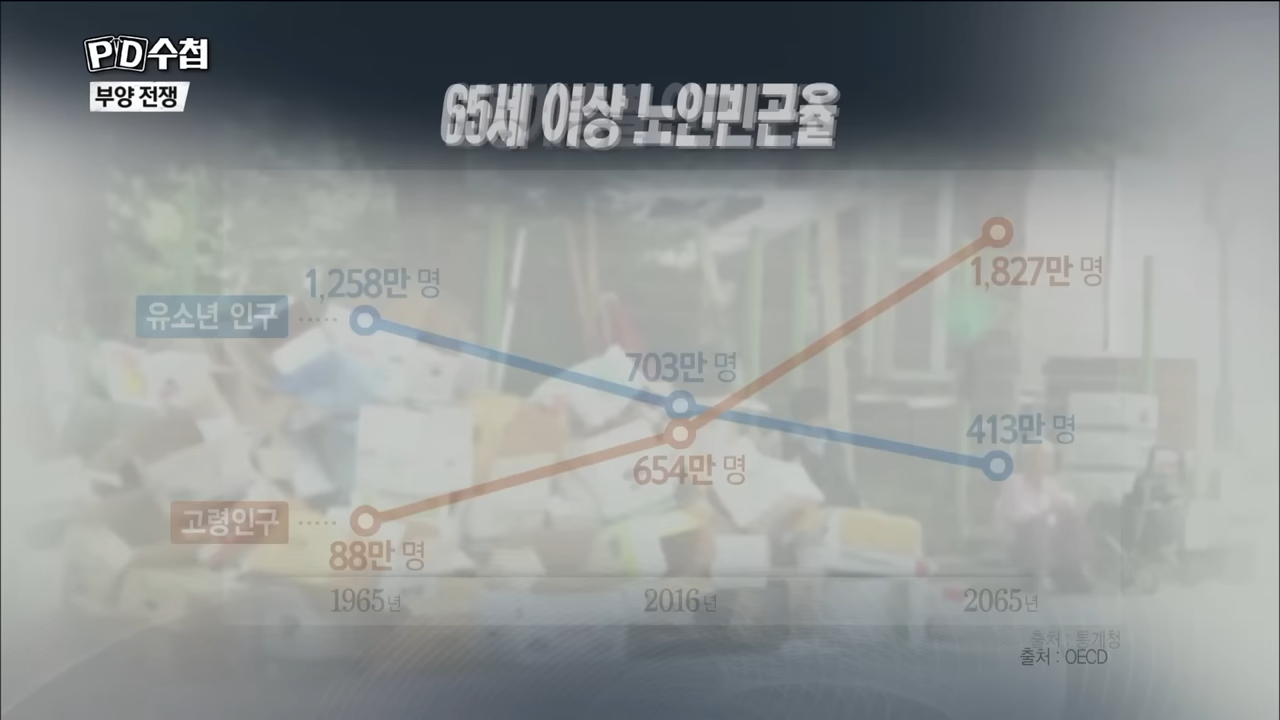 PD수첩
부양 전쟁
65세 이상 노인빈곤율
1,258만 명
유소년 인구
703만 명
1,827만 명
413만 명
654만 명
고령인구
88만 명
1965년
2016년
2065년
출처 : 통계청
출처 : OECD